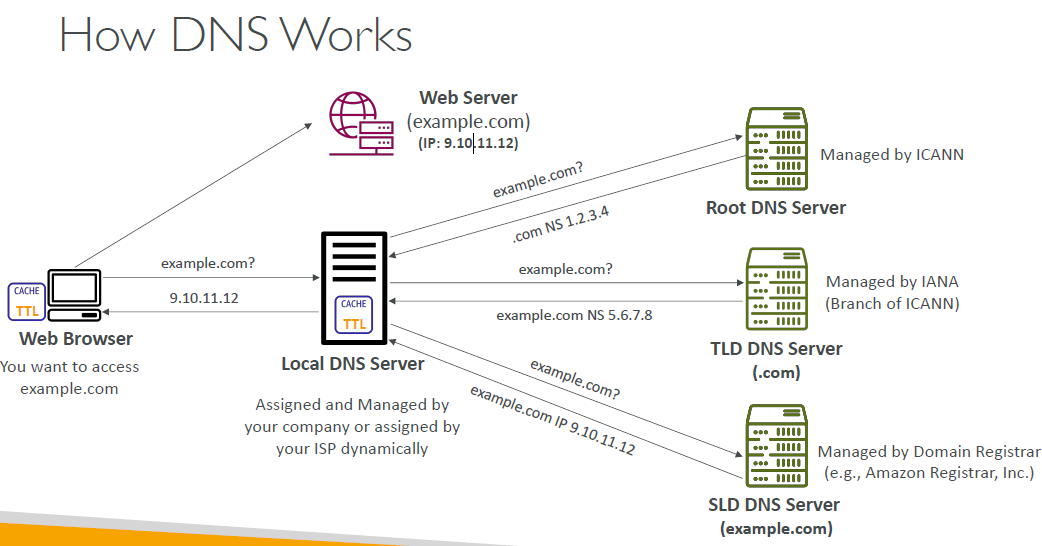 How DNS Works
Web Server
(example.com)
(IP: 9.10.11.12)
example.com?
.com NS 1.2.3.4
Managed by ICANN
Root DNS Server
example.com?
9.10.11.12
CACHE
TTL
Web Browser
You want to access
example.com
CACHE
TTL
Local DNS Server
Assigned and Managed by
your company or assigned by
your ISP dynamically
example.com?
example.com NS 5.6.7.8
Managed by IANA
(Branch of ICANN)
TLD DNS Server
(.com)
example.com?
example.com IP 9.10.11.12
Managed by Domain Registrar
(e.g., Amazon Registrar, Inc.)
SLD DNS Server
(example.com)